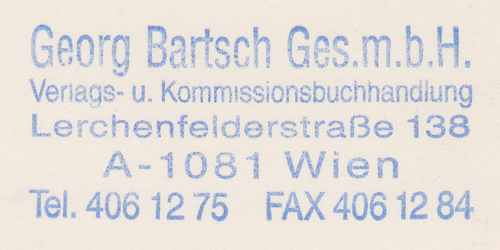 Georg Bartsch Ges.m.b.H.
Verlags- u. Kommissionsbuchhandlung
Lerchenfelderstraße 138
A-1081 Wien
Tel. 406 12 75 FAX 406 12 84